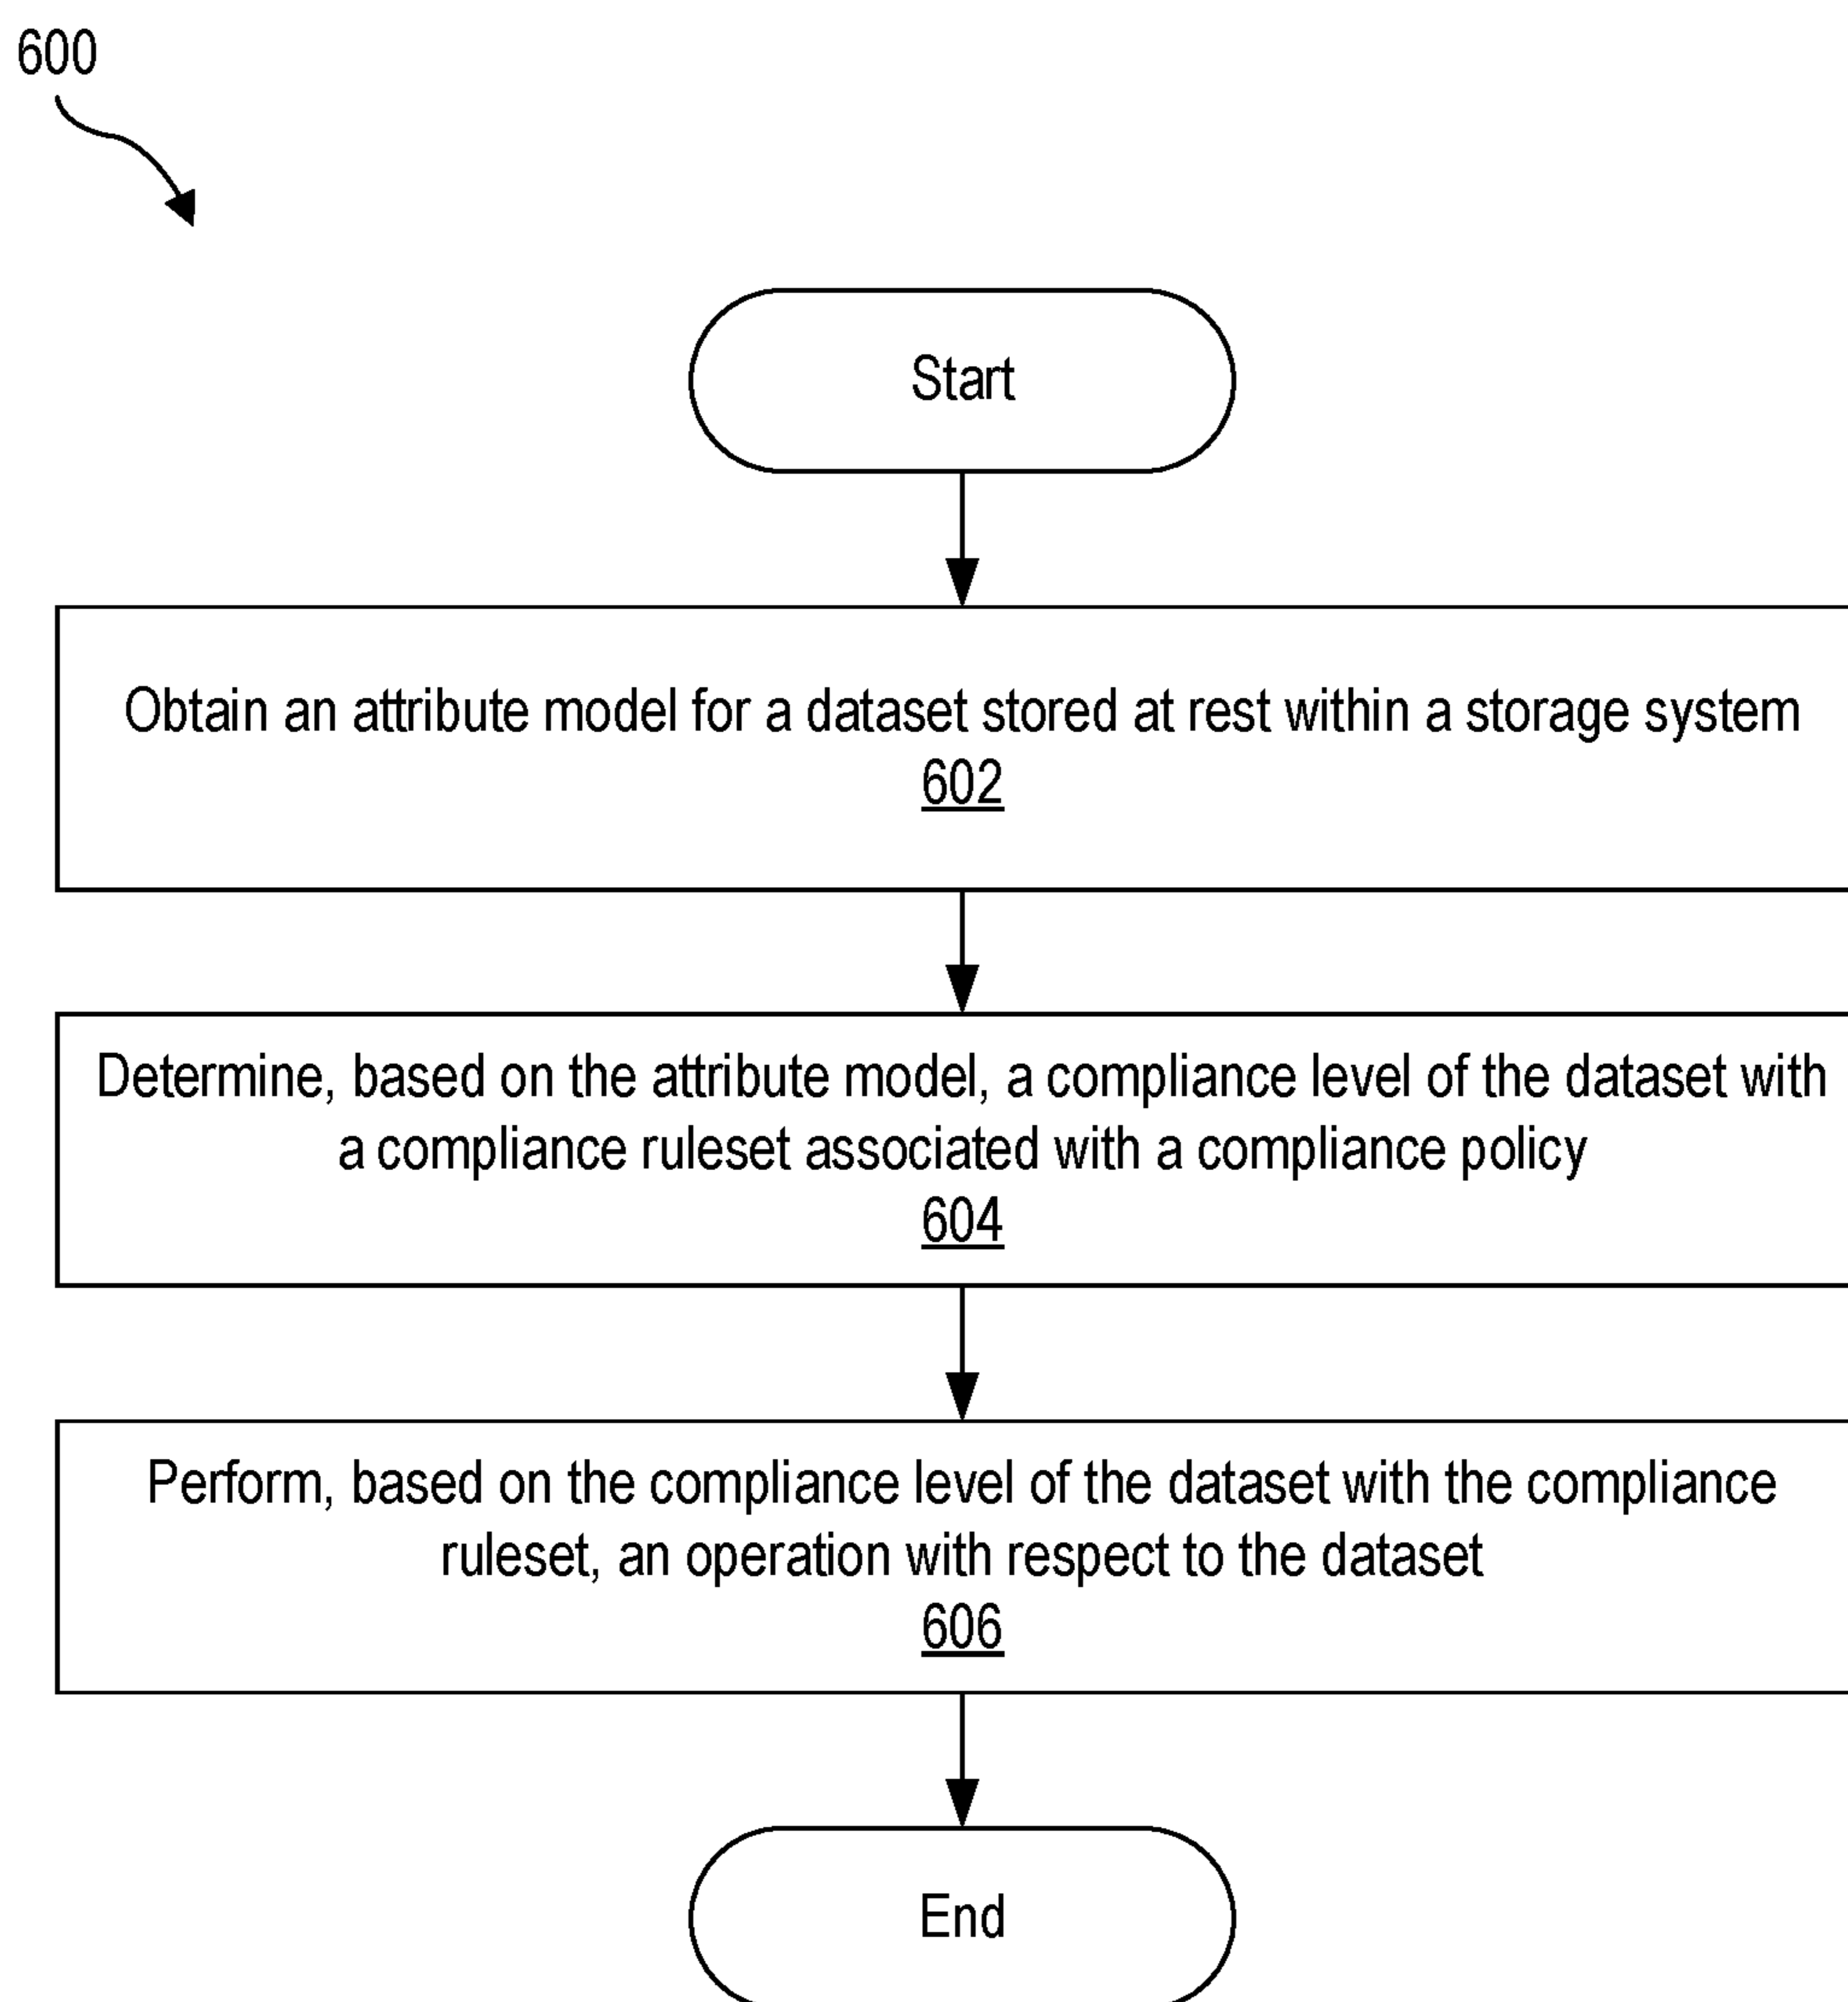 600
Start
Obtain an attribute model for a dataset stored at rest within a storage system
602
Determine, based on the attribute model, a compliance level of the dataset with
a compliance ruleset associated with a compliance policy
604
Perform, based on the compliance level of the dataset with the compliance
ruleset, an operation with respect to the dataset
606
End